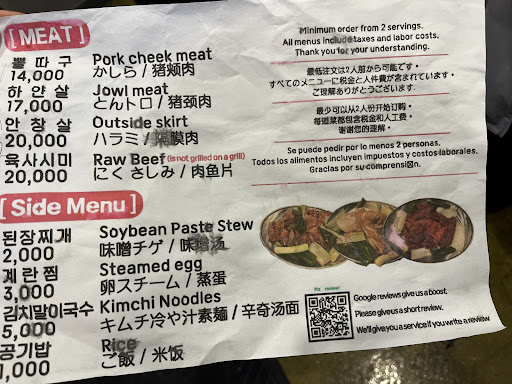 [ MEAT ]
뽈 따 구 Pork cheek meat
14,000 かしら / 猪颊肉
하 안 살 Jowl meat
17,000 とんトロ / 猪颈肉
안 창 살 Outside skirt
20,000 ハラミ / 膈膜肉
육사시미 Raw Beef (is not grilled on a grill)
20,000 にく さしみ / 肉鱼片
[ Side Menu ]
된장찌개 Soybean Paste Stew
2,000 味噌チゲ / 味噌汤
계 란 찜 Steamed egg
3,000 卵スチーム / 蒸蛋
김치말이국수 Kimchi Noodles
5,000 キムチ冷や汁素麺 / 辛奇汤面
공기밥 Rice
1,000 ご飯 / 米饭
Minimum order from 2 servings.
All menus include taxes and labor costs.
Thank you for your understanding.
最低注文は2人前から可能です・
すべてのメニューに税金と人件費が含まれています・
ご理解ありがとうございます.
最少可以从2人份开始订购・
每道菜都包含税金和人工费・
谢谢您的理解・
Se puede pedir por lo menos 2 personas.
Todos los alimentos incluyen impuestos y costos laborales.
Gracias por su comprensión.
review
Google reviews give us a boost.
Please give us a short review.
We'll give you a service if you write a review